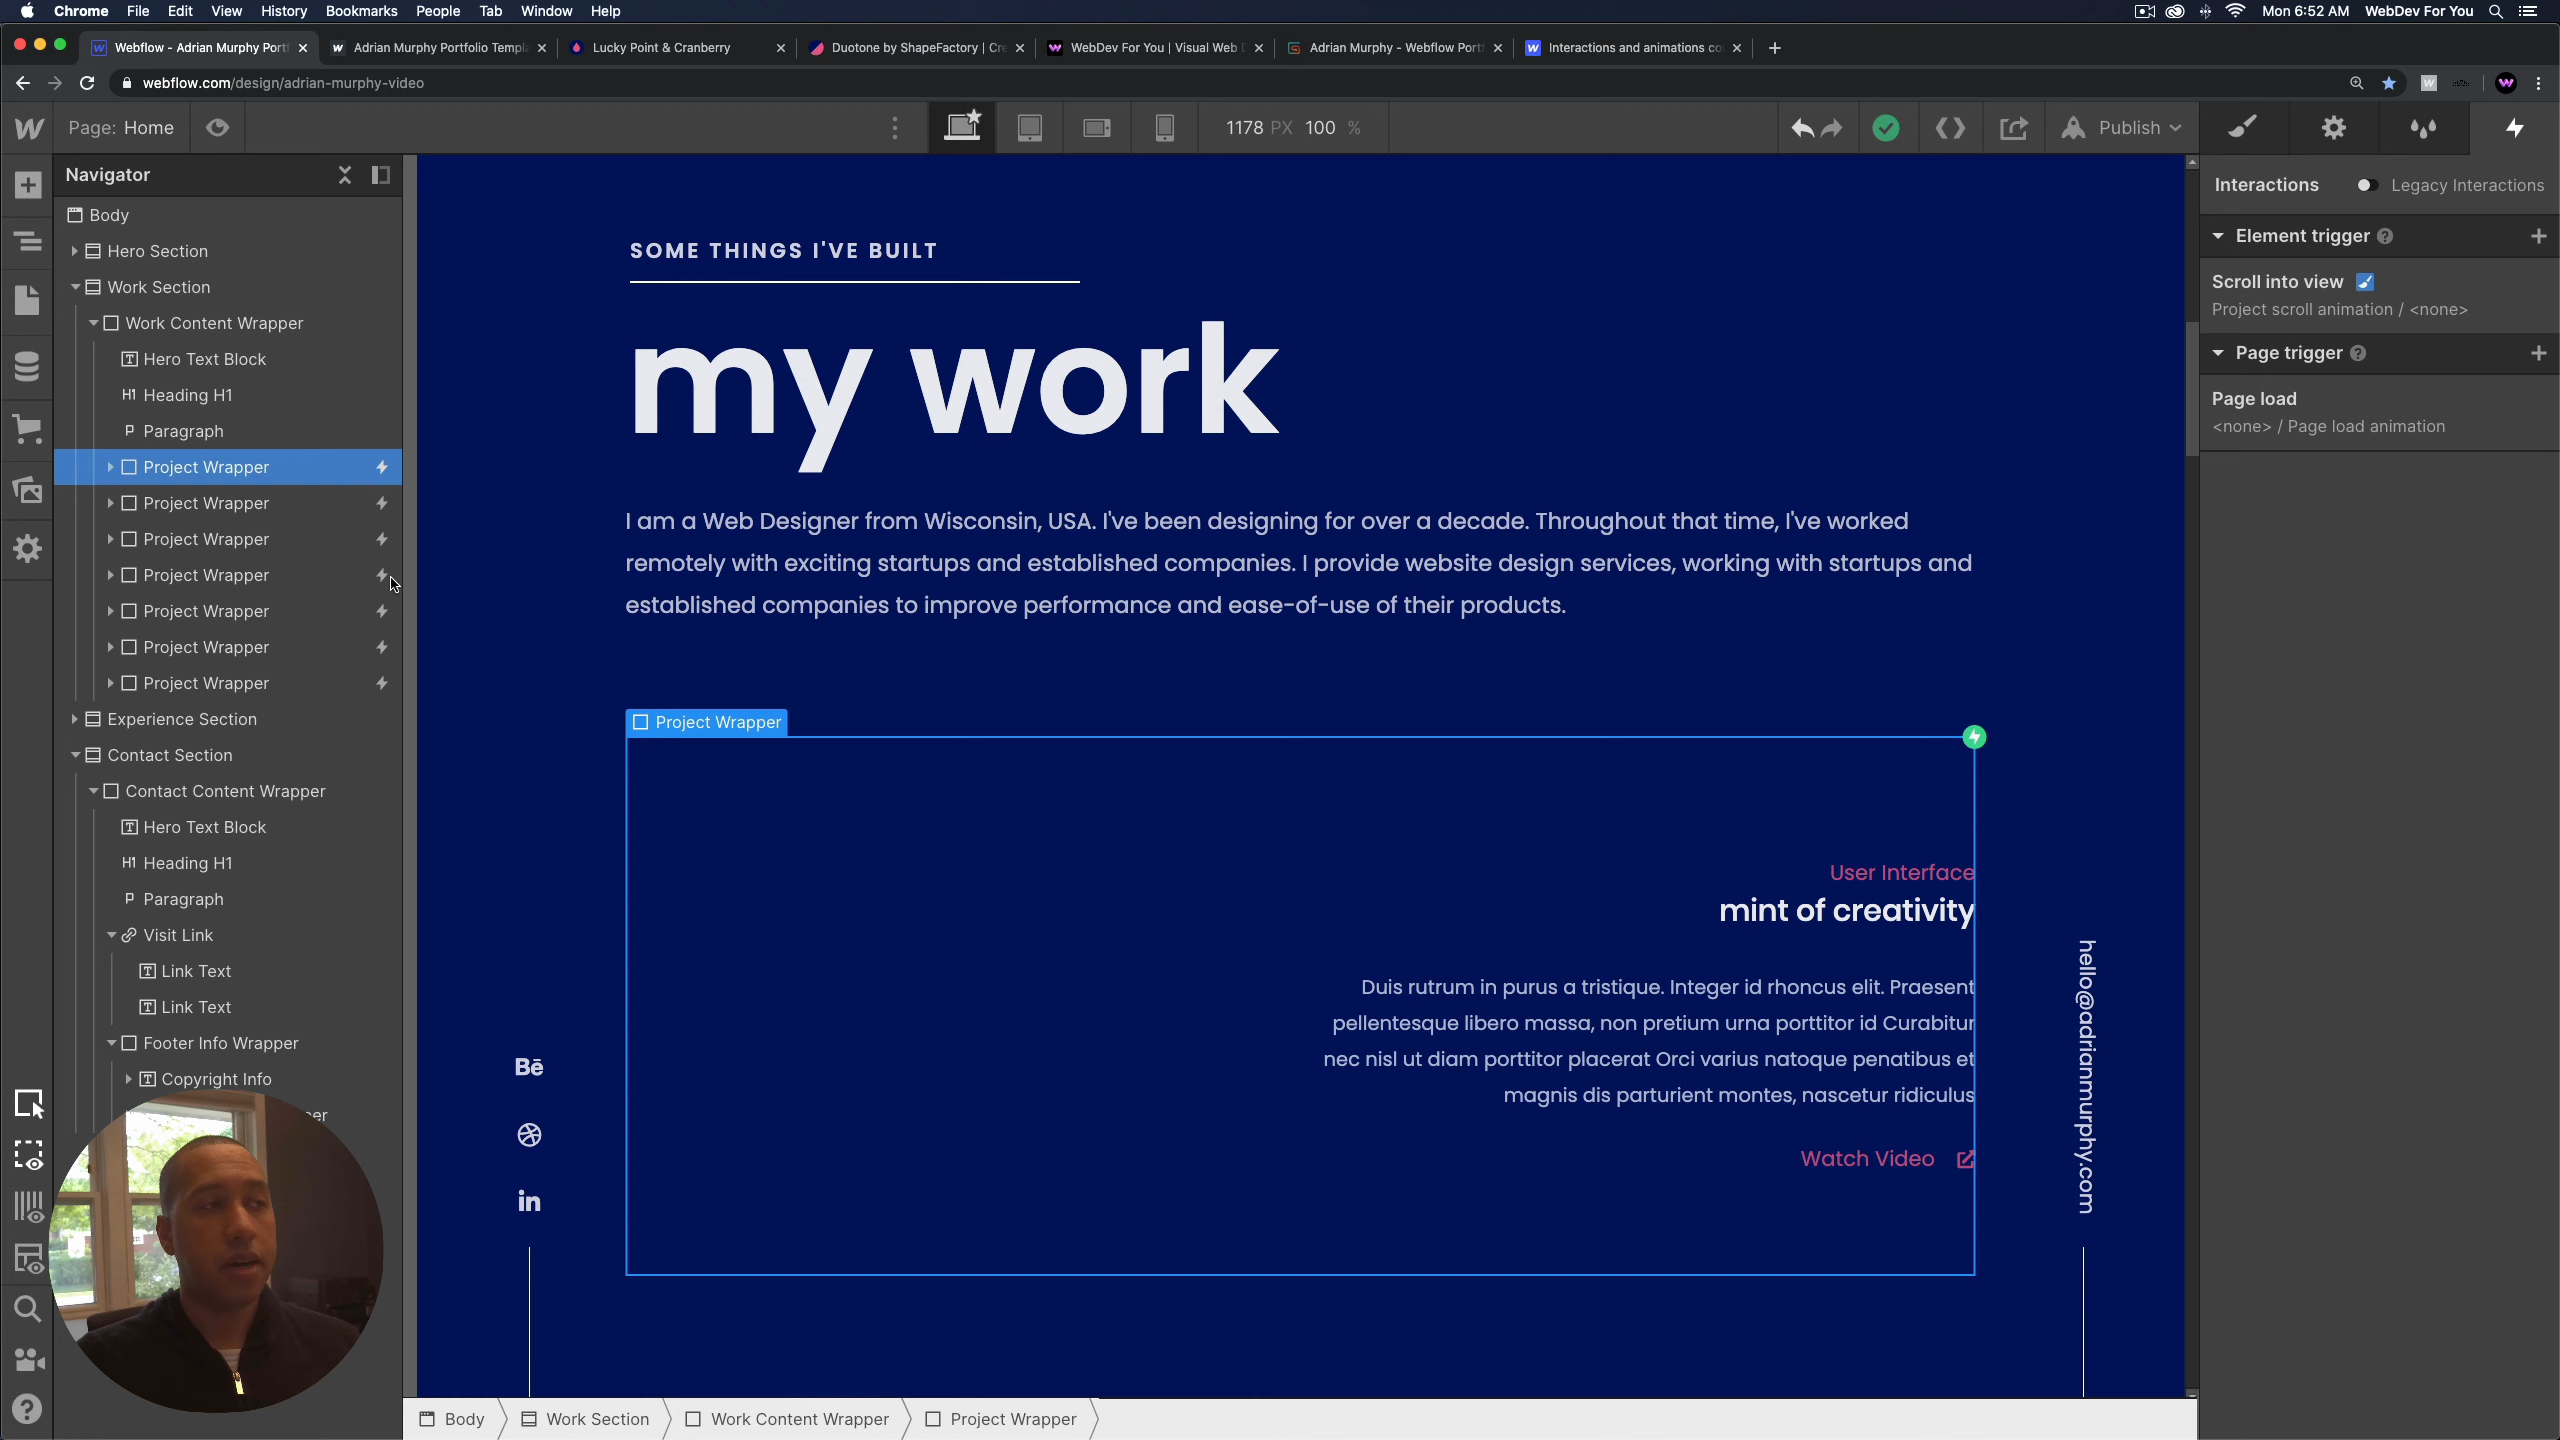 Chrome File Edit View History Bookmarks People Tab Window Help
Mon 6:52 AM WebDev For You
Webflow - Adrian Murphy Port
Adrian Murphy Portfolio Templ
Lucky Point & Cranberry
Duotone by ShapeFactory | Cre
WebDev For You | Visual Web
Adrian Murphy - Webflow Port
Interactions and animations co
webflow.com/design/adrian-murphy-video
Page: Home
1178 PX 100 %
Publish
Navigator
Body
Hero Section
Work Section
Work Content Wrapper
Hero Text Block
H1 Heading H1
P Paragraph
Project Wrapper
Project Wrapper
Project Wrapper
Project Wrapper
Project Wrapper
Project Wrapper
Project Wrapper
Experience Section
Contact Section
Contact Content Wrapper
Hero Text Block
H1 Heading H1
P Paragraph
Visit Link
Link Text
Link Text
Footer Info Wrapper
Copyright Info
er
SOME THINGS I'VE BUILT
my work
I am a Web Designer from Wisconsin, USA. I've been designing for over a decade. Throughout that time, I've worked
remotely with exciting startups and established companies. I provide website design services, working with startups and
established companies to improve performance and ease-of-use of their products.
Project Wrapper
User Interface
mint of creativity
Duis rutrum in purus a tristique. Integer id rhoncus elit. Praesent
pellentesque libero massa, non pretium urna porttitor id Curabitur
nec nisl ut diam porttitor placerat Orci varius natoque penatibus et
magnis dis parturient montes, nascetur ridiculus
Watch Video
Bē
in
hello@adrianmurphy.com
Interactions Legacy Interactions
Element trigger
Scroll into view
Project scroll animation / <none>
Page trigger
Page load
<none> / Page load animation
Body Work Section Work Content Wrapper Project Wrapper